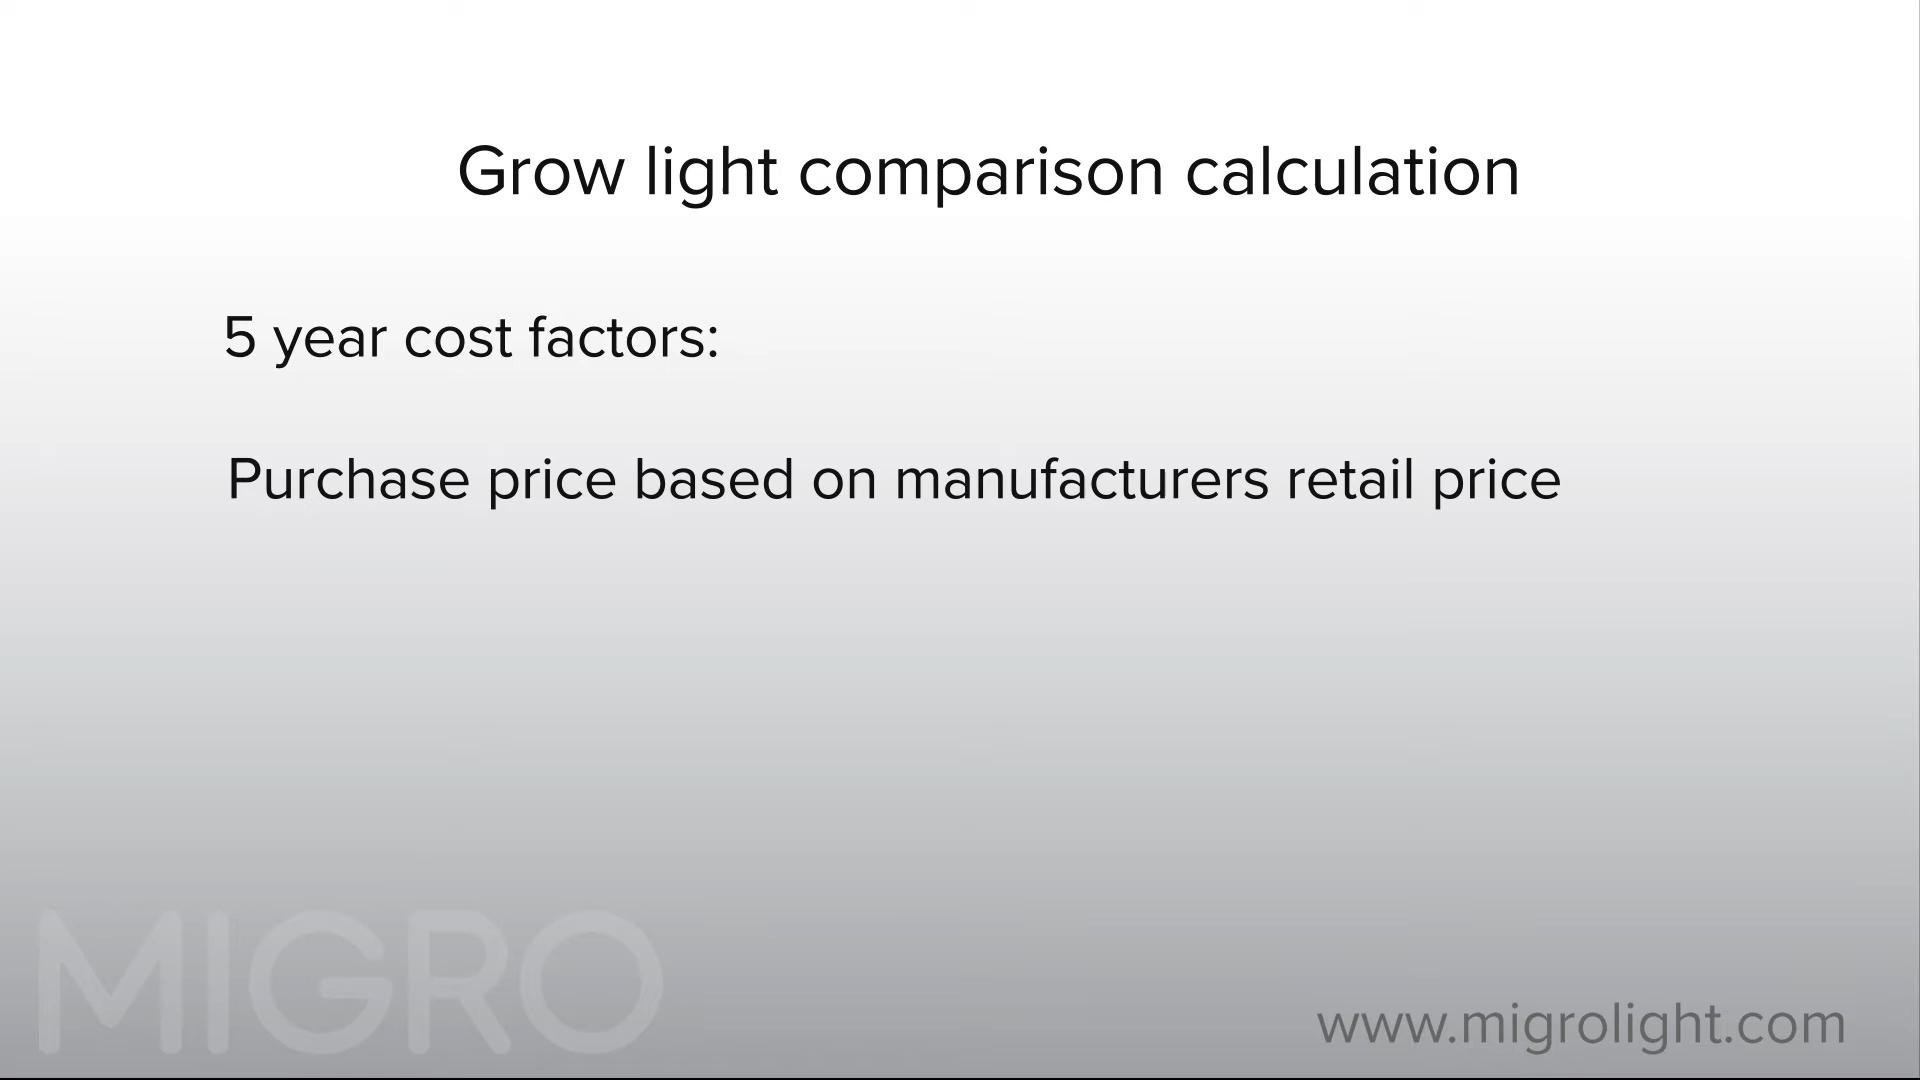 Grow light comparison calculation
5 year cost factors:
Purchase price based on manufacturers retail price
MIGRO
www.migrolight.com